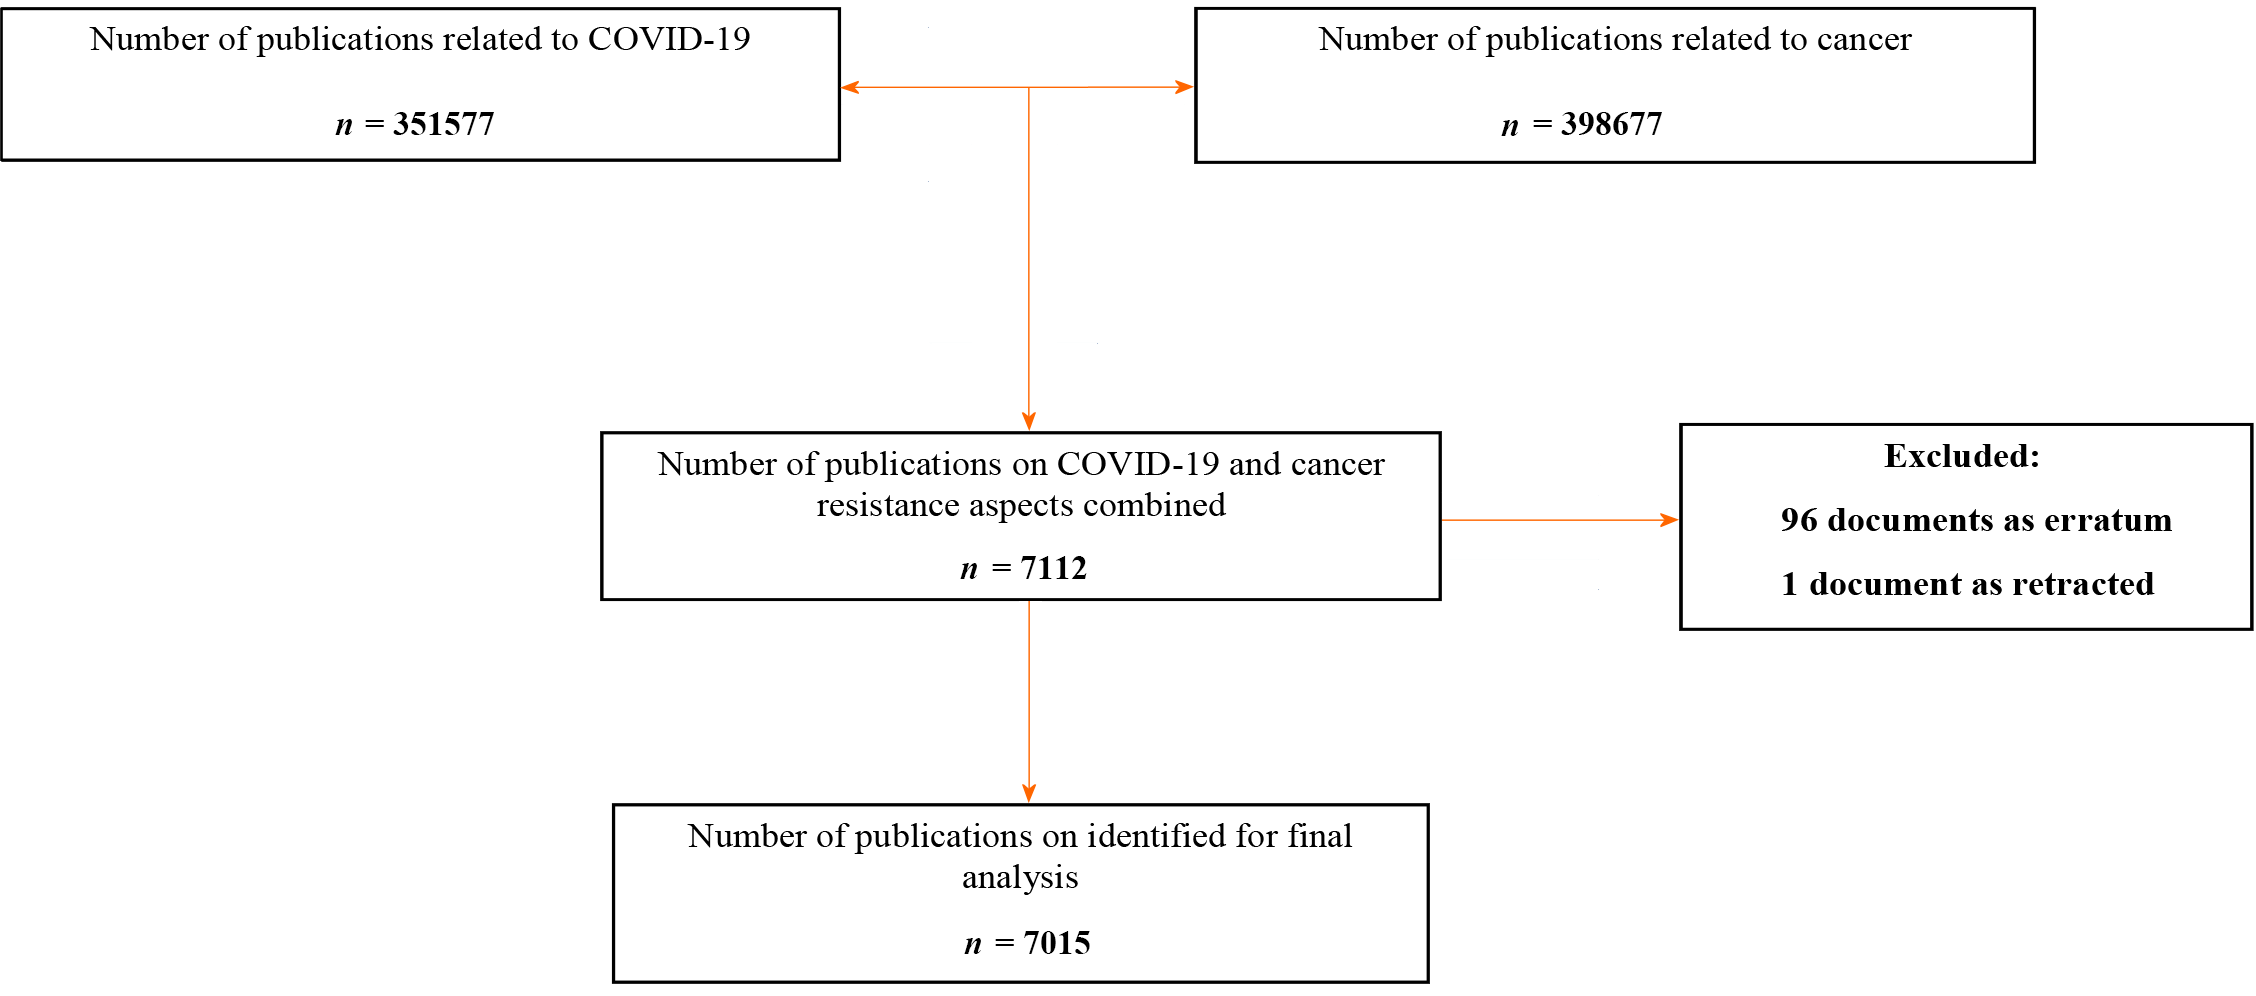 Number of publications related to COVID-19
n = 351577
Number of publications related to cancer
n = 398677
Number of publications on COVID-19 and cancer
resistance aspects combined
n = 7112
Excluded:
96 documents as erratum
1 document as retracted
Number of publications on identified for final
analysis
n = 7015